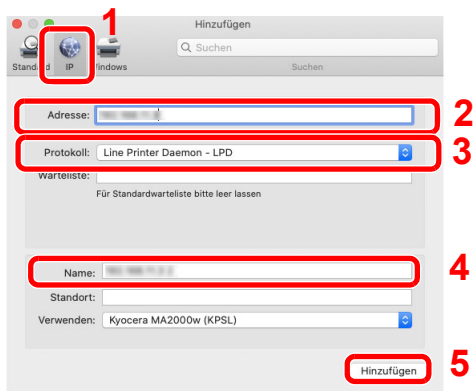 1
Hinzufügen
Suchen
Standard IP Windows Suchen
Adresse: 2
Protokoll: Line Printer Daemon - LPD 3
Warteliste:
Für Standardwarteliste bitte leer lassen
Name: 4
Standort:
Verwenden: Kyocera MA2000w (KPSL)
Hinzufügen 5